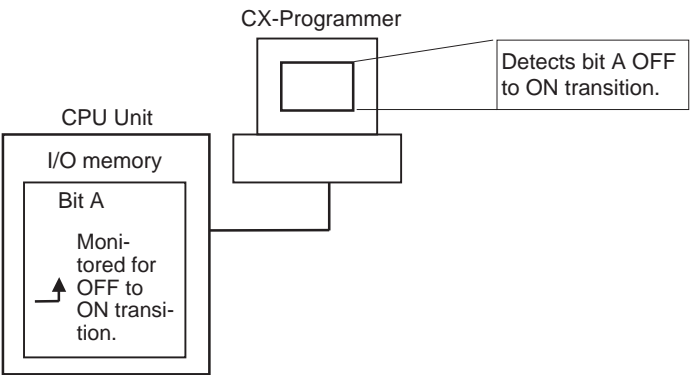 CX-Programmer
Detects bit A OFF
to ON transition.
CPU Unit
I/O memory
Bit A
Moni-
tored for
OFF to
ON transi-
tion.